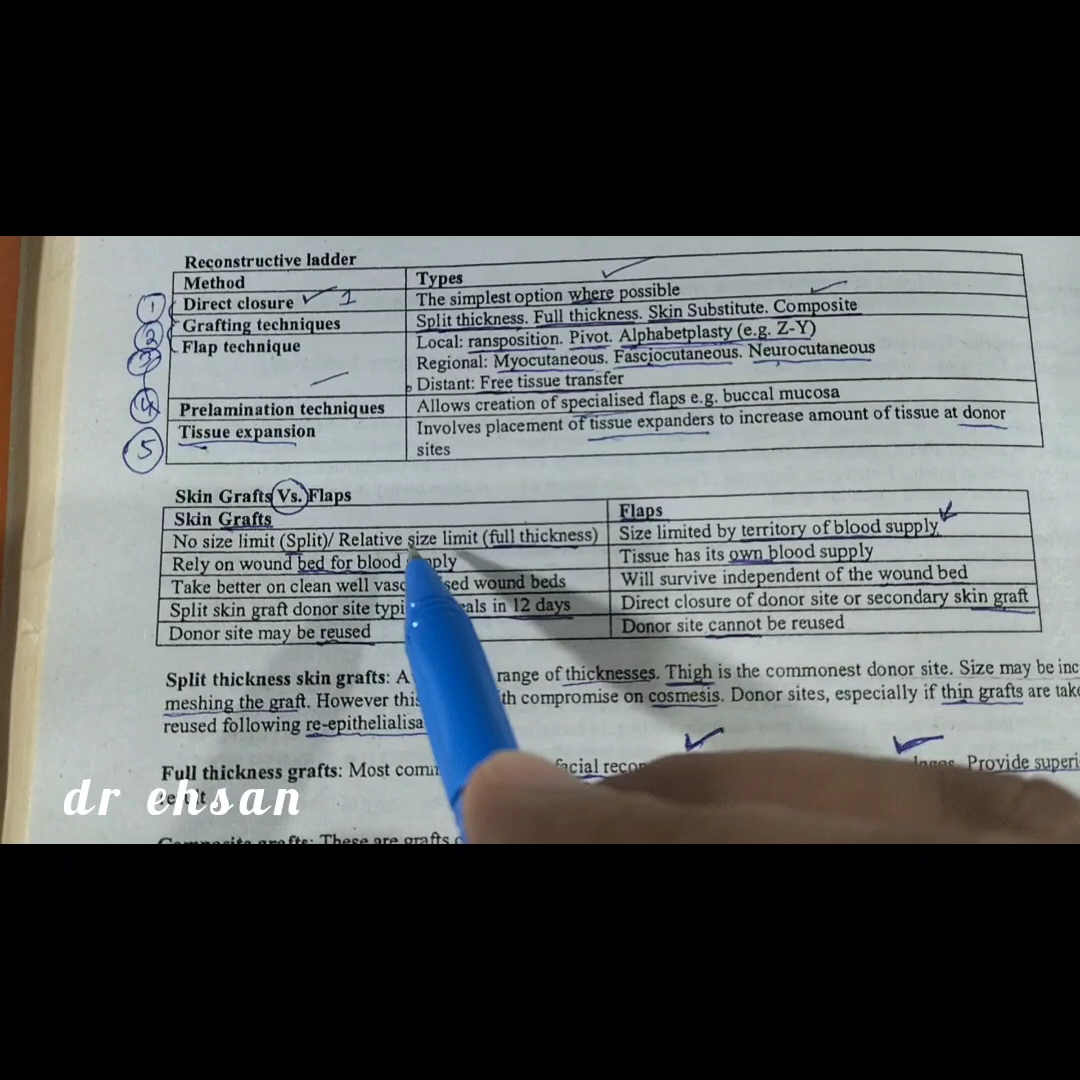 Reconstructive ladder
Method Types
1 Direct closure 1 The simplest option where possible
2 Grafting techniques Split thickness. Full thickness. Skin Substitute. Composite
3 Flap technique Local: ransposition. Pivot. Alphabetplasty (e.g. Z-Y)
Regional: Myocutaneous. Fasciocutaneous. Neurocutaneous
Distant: Free tissue transfer
4 Prelamination techniques Allows creation of specialised flaps e.g. buccal mucosa
5 Tissue expansion Involves placement of tissue expanders to increase amount of tissue at donor
sites
Skin Grafts Vs. Flaps
Skin Grafts Flaps
No size limit (Split)/ Relative size limit (full thickness) Size limited by territory of blood supply
Rely on wound bed for blood Tissue has its own blood supply
Take better on clean well wound beds Will survive independent of the wound bed
Split skin graft donor site in 12 days Direct closure of donor site or secondary skin graft
Donor site may be reused Donor site cannot be reused
Split thickness skin grafts: range of thicknesses. Thigh is the commonest donor site. Size may be
meshing the graft. However compromise on cosmesis. Donor sites, especially if thin grafts are
reused following
Full thickness grafts: Most facial Provide
dr ehsan
These are grafts